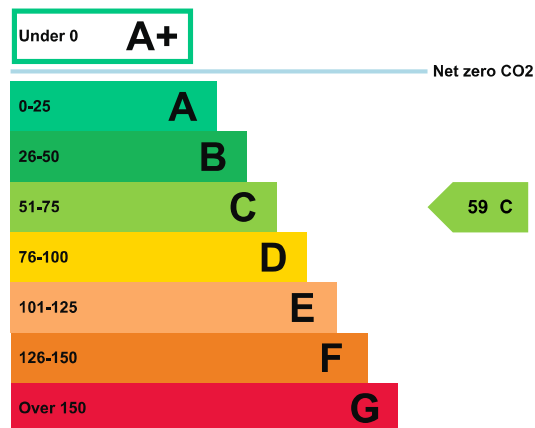 Under 0 A+
Net zero CO2
0-25 A
26-50 B
51-75 C
59 C
76-100 D
101-125 E
126-150 F
Over 150 G